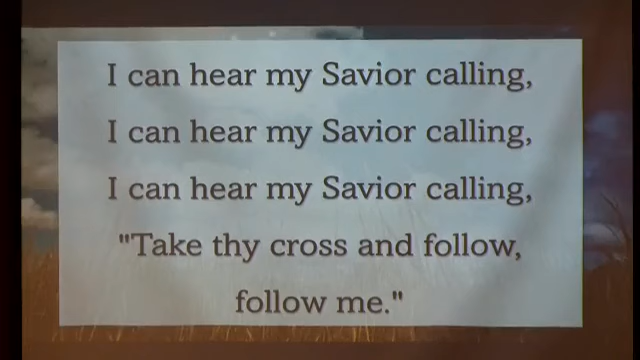 I can hear my Savior calling,
I can hear my Savior calling,
I can hear my Savior calling,
"Take thy cross and follow,
follow me."